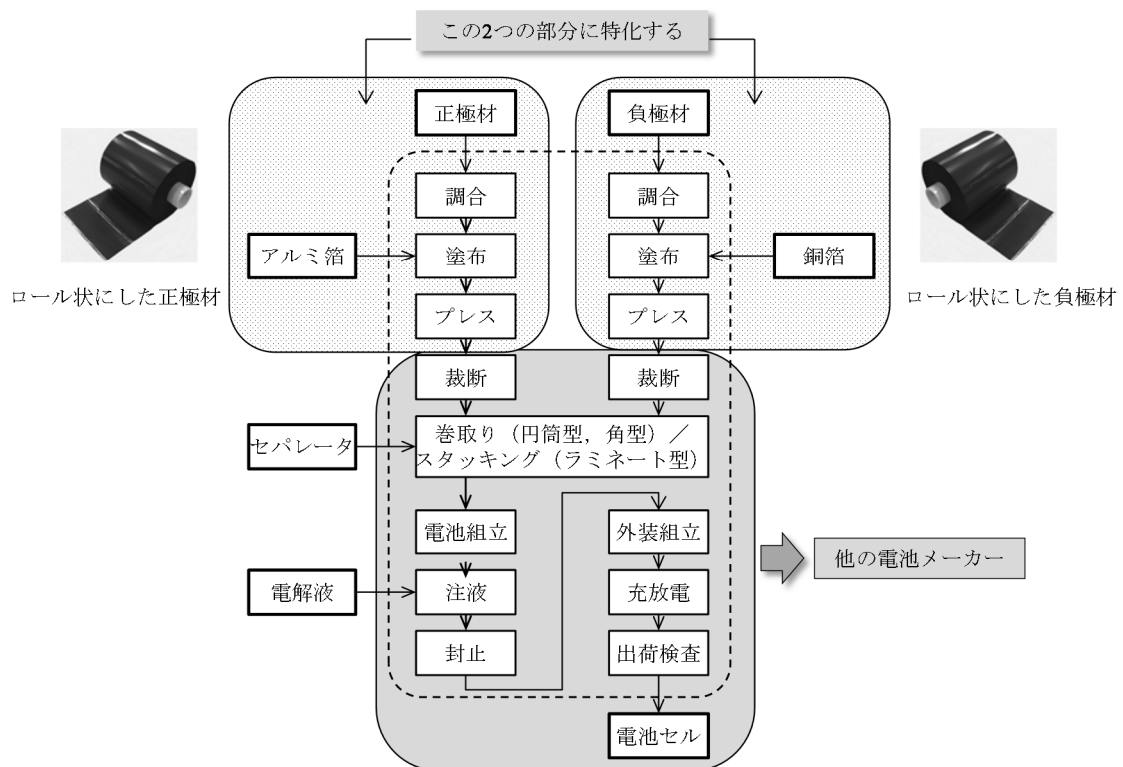 この2つの部分に特化する
正極材
負極材
調合
調合
アルミ箔
塗布
塗布
銅箔
ロール状にした正極材
プレス
プレス
ロール状にした負極材
裁断
裁断
セパレータ
巻取り（円筒型，角型）／
スタッキング（ラミネート型）
電池組立
外装組立
他の電池メーカー
電解液
注液
充放電
封止
出荷検査
電池セル